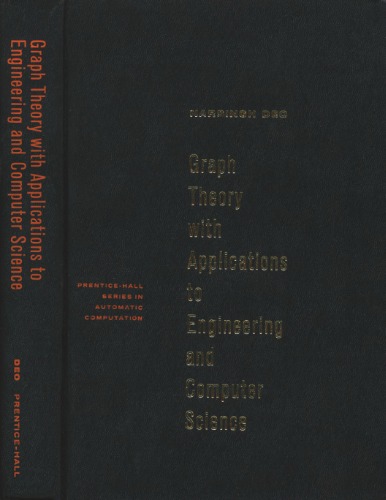 Graph Theory with Applications to
Engineering and Computer Science
DEO PRENTICE-HALL
NARSINGH DEO
Graph
Theory
with
Applications
to
Engineering
and
Computer
Science
PRENTICE-HALL
SERIES IN
AUTOMATIC
COMPUTATION